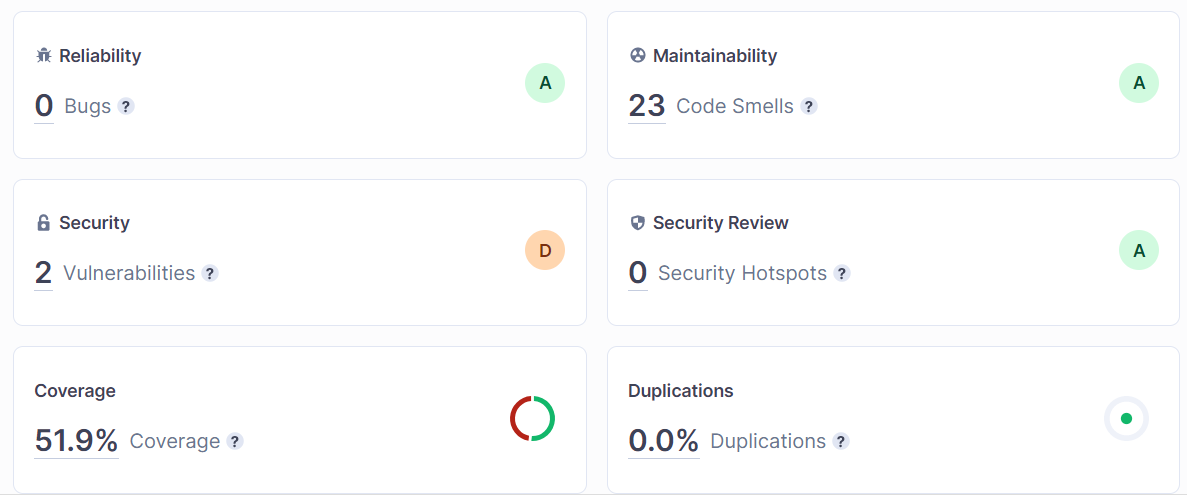 Reliability
0 Bugs ?
A
Maintainability
23 Code Smells ?
A
Security
2 Vulnerabilities ?
D
Security Review
0 Security Hotspots ?
A
Coverage
51.9% Coverage ?
Duplications
0.0% Duplications ?